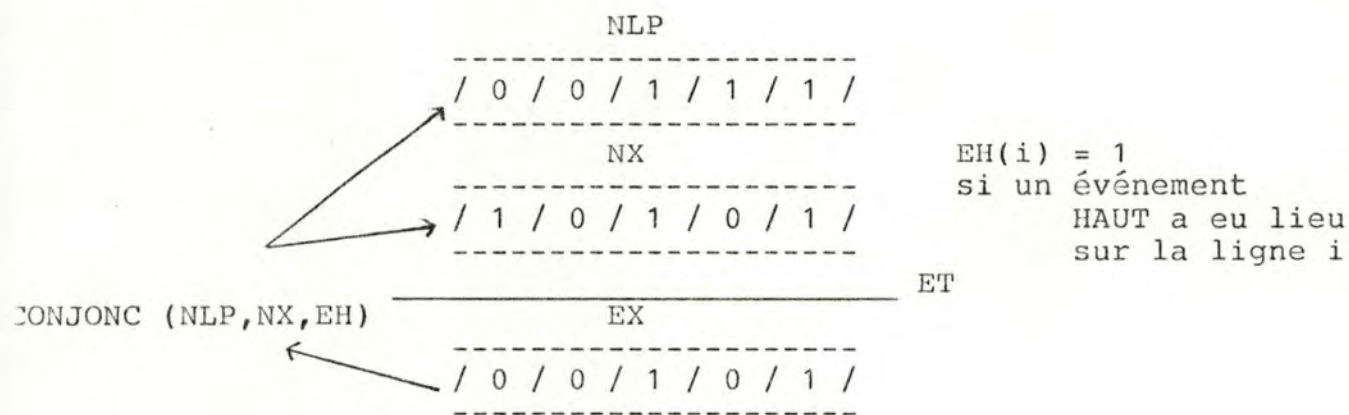 NLP
/ 0 / 0 / 1 / 1 / 1 /
NX
/ 1 / 0 / 1 / 0 / 1 /
EH(i) = 1
si un événement
HAUT a eu lieu
sur la ligne i
ET
CONJONC (NLP,NX,EH)
EX
/ 0 / 0 / 1 / 0 / 1 /